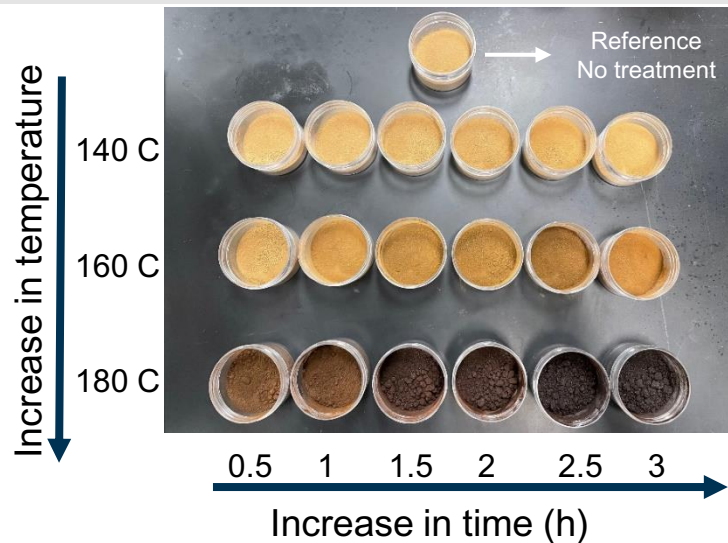 Reference
No treatment
Increase in temperature
140 C
160 C
180 C
0.5 1 1.5 2 2.5 3
Increase in time (h)